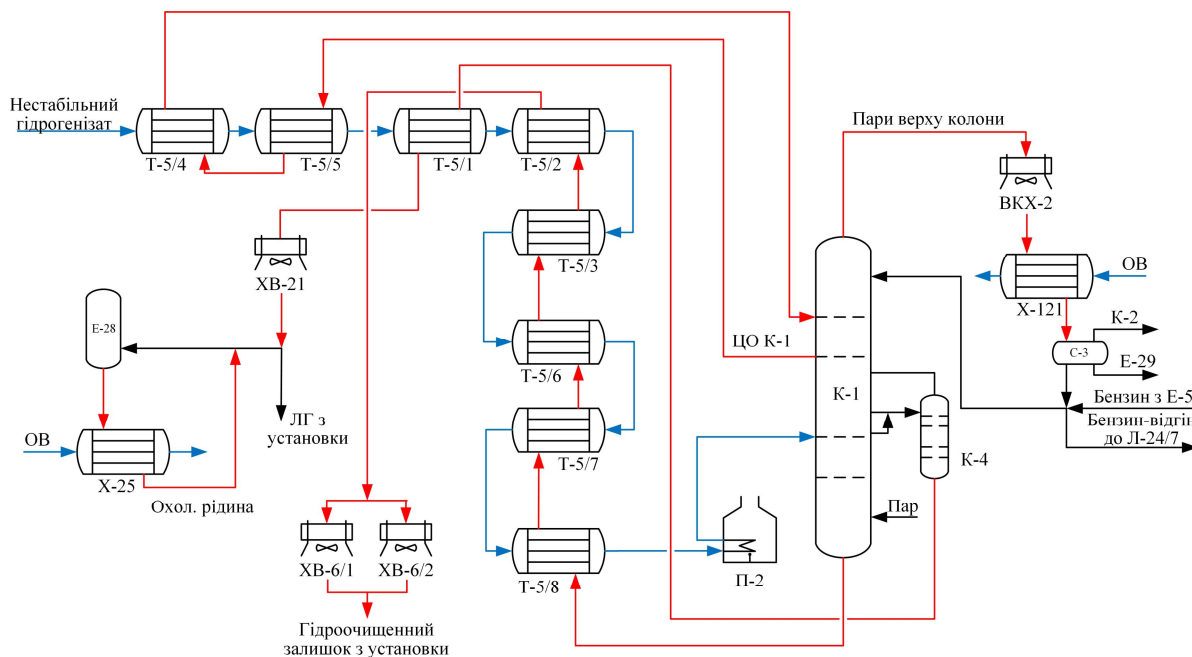 Нестабільний
гідрогенізат
Т-5/4
Т-5/5
Т-5/1
Т-5/2
Пари верху колони
ВКХ-2
Т-5/3
ХВ-21
ОВ
Х-121
Е-28
ЦО К-1
К-2
С-3
Е-29
Т-5/6
К-1
Бензин з Е-5
Бензин-відгін
до Л-24/7
ЛГ з
установки
ОВ
Т-5/7
К-4
Х-25
Охол. рідина
Пар
ХВ-6/1
ХВ-6/2
Т-5/8
П-2
Гідроочищенний
залишок з установки